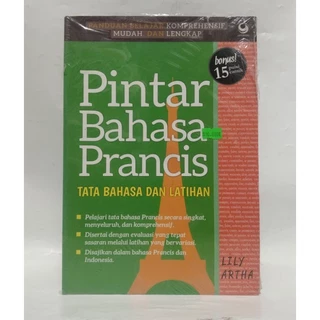 PANDUAN BELAJAR KOMPREHENSIF,
MUDAH, DAN LENGKAP
bonus!
15
Pintar
Bahasa
Prancis
TATA BAHASA DAN LATIHAN
Pelajari tata bahasa Prancis secara singkat,
menyeluruh, dan komprehensif.
Disertai dengan evaluasi yang tepat
sasaran melalui latihan yang bervariasi.
Disajikan dalam bahasa Prancis dan
Indonesia.
LILY
ARTHA